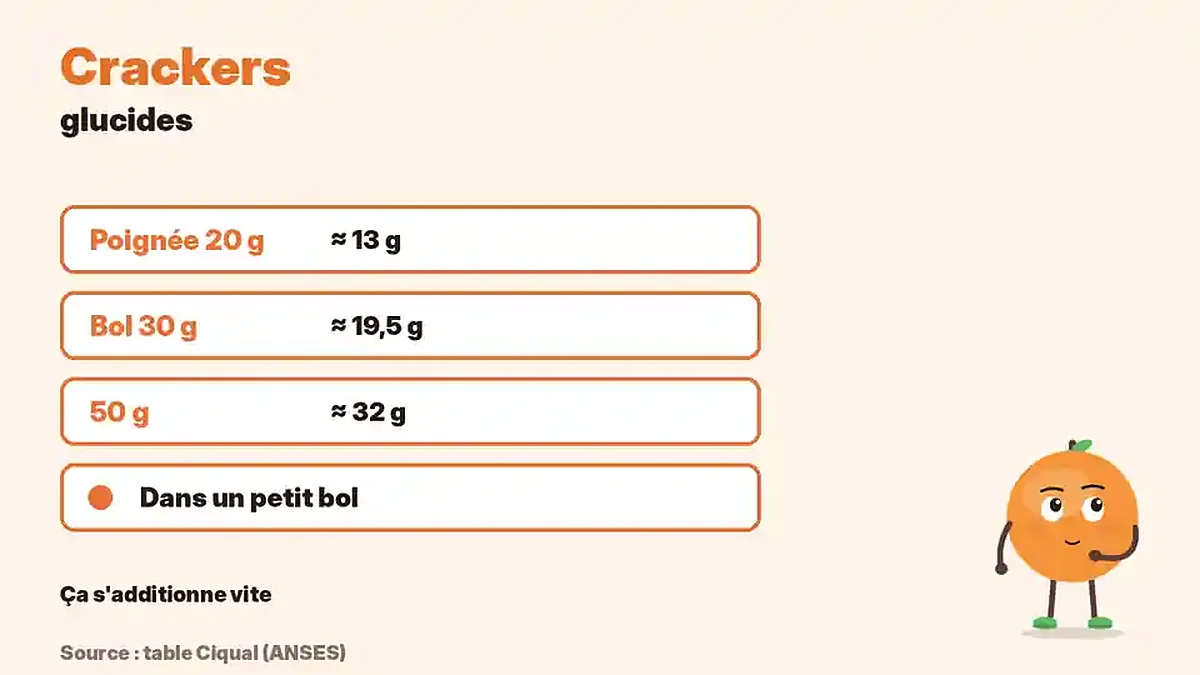 Crackers
glucides
Poignée 20 g ≈ 13 g
Bol 30 g ≈ 19,5 g
50 g ≈ 32 g
Dans un petit bol
Ça s'additionne vite
Source : table Ciqual (ANSES)